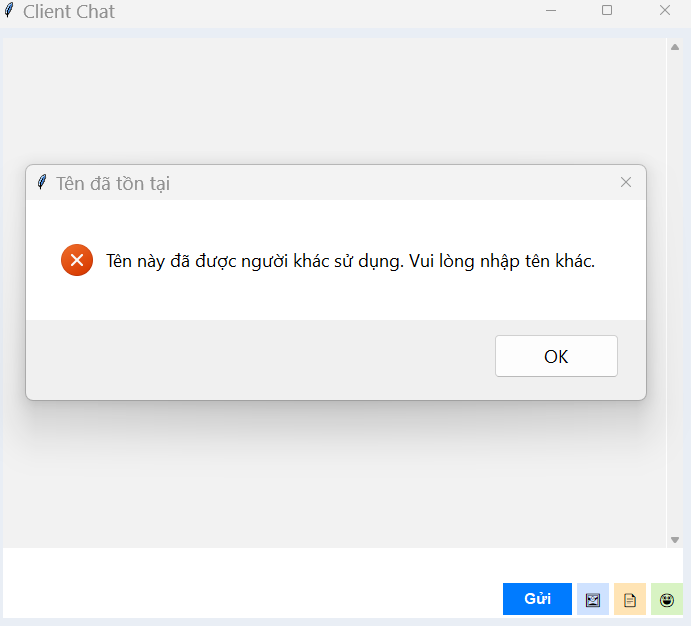 Client Chat
Tên đã tồn tại
Tên này đã được người khác sử dụng. Vui lòng nhập tên khác.
OK
Gửi